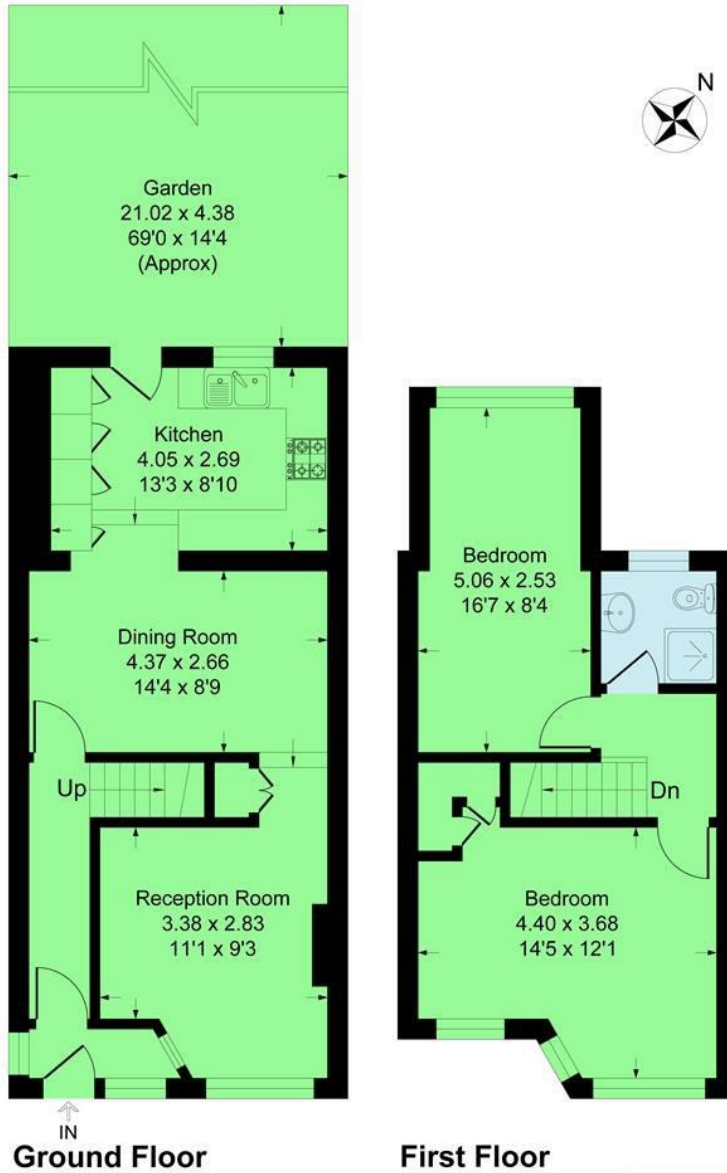 N
Garden
21.02 x 4.38
69'0 x 14'4
(Approx)
Kitchen
4.05 x 2.69
13'3 x 8'10
Dining Room
4.37 x 2.66
14'4 x 8'9
Up
Reception Room
3.38 x 2.83
11'1 x 9'3
IN
Ground Floor
Bedroom
5.06 x 2.53
16'7 x 8'4
Dn
Bedroom
4.40 x 3.68
14'5 x 12'1
First Floor